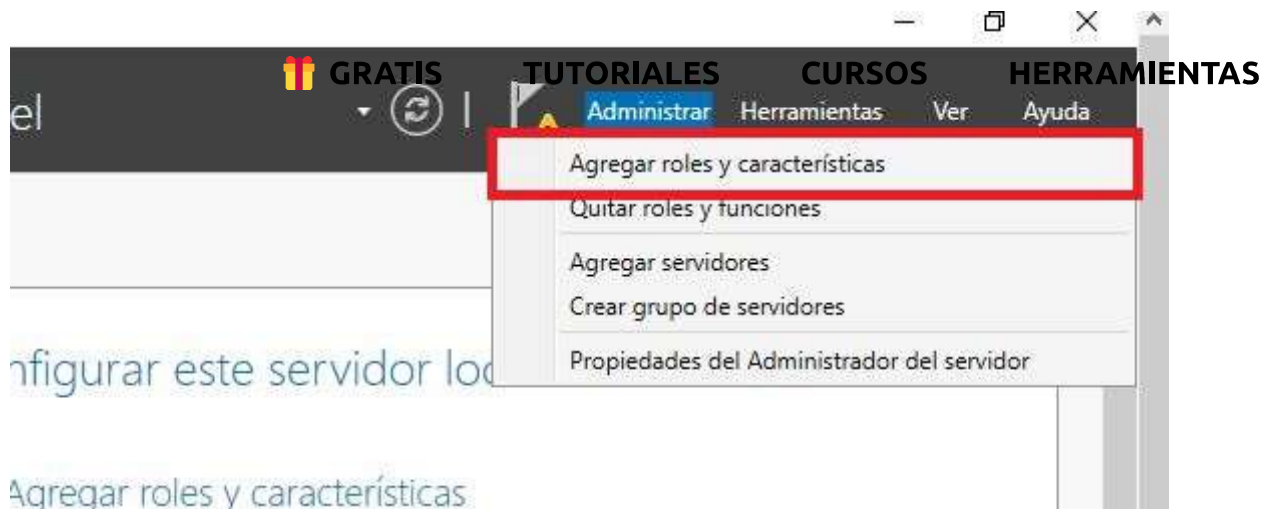 GRATIS TUTORIALES CURSOS HERRAMIENTAS
el Administrar Herramientas Ver Ayuda
Agregar roles y características
Quitar roles y funciones
Agregar servidores
Crear grupo de servidores
nfigurar este servidor loc
Propiedades del Administrador del servidor
Agregar roles y características